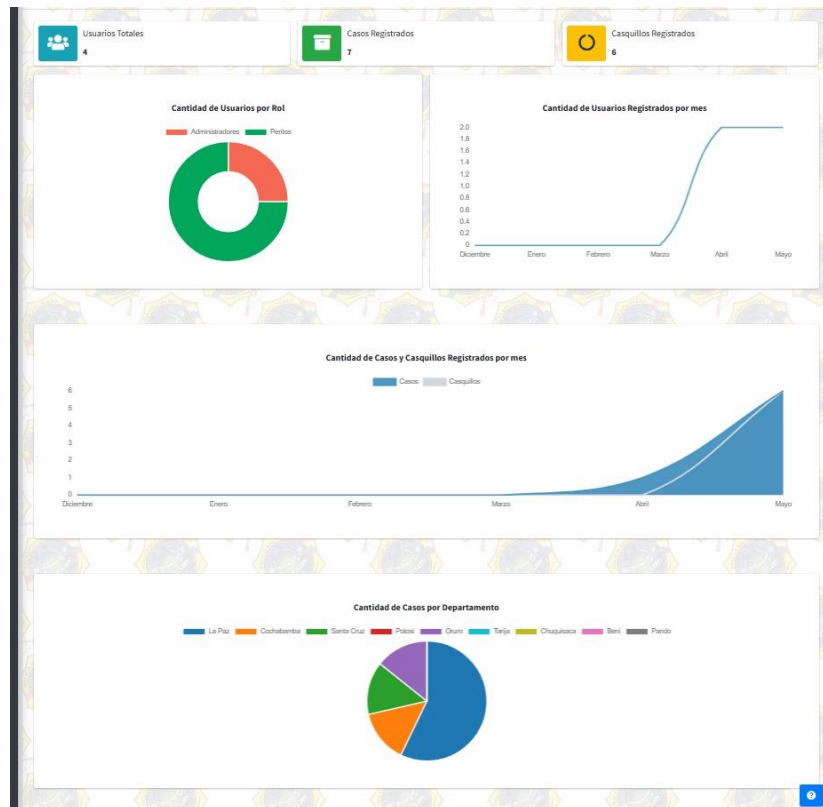 Usuarios Totales
4
Casos Registrados
7
Casquillos Registrados
6
Cantidad de Usuarios por Rol
Administradores Peritos
Cantidad de Usuarios Registrados por mes
2.0
1.8
1.6
1.4
1.2
1.0
0.8
0.6
0.4
0.2
0
Diciembre Enero Febrero Marzo Abril Mayo
Cantidad de Casos y Casquillos Registrados por mes
Casos Casquillos
6
5
4
3
2
1
0
Diciembre Enero Febrero Marzo Abril Mayo
Cantidad de Casos por Departamento
La Paz Cochabamba Santa Cruz Potosi Oruro Tarija Chuquisaca Beni Pando
?